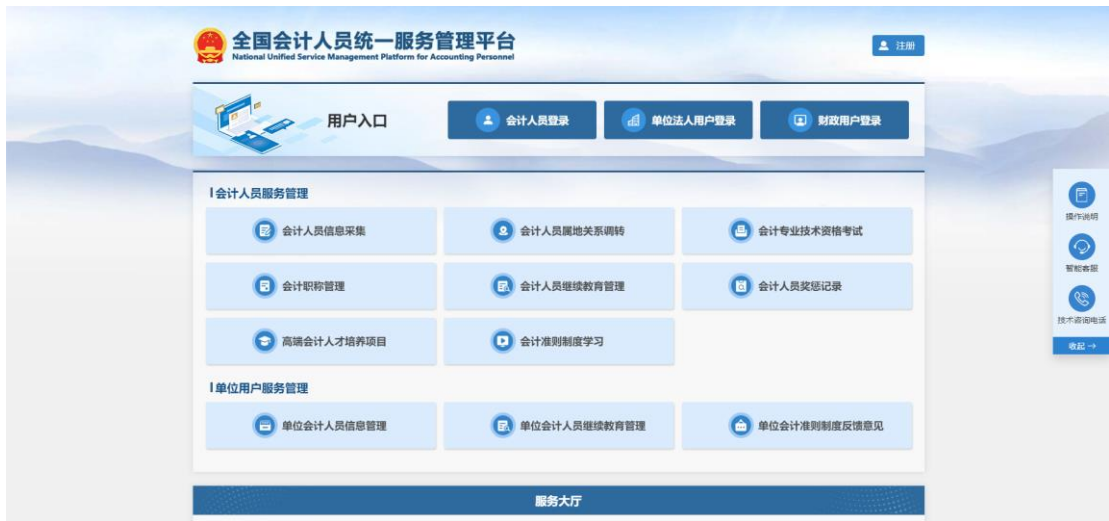 全国会计人员统一服务管理平台
National Unified Service Management Platform for Accounting Personnel
注册
用户入口
会计人员登录
单位法人用户登录
财政用户登录
会计人员服务管理
会计人员信息采集
会计人员属地关系调转
会计专业技术资格考试
会计职称管理
会计人员继续教育管理
会计人员奖惩记录
高端会计人才培养项目
会计准则制度学习
单位用户服务管理
单位会计人员信息管理
单位会计人员继续教育管理
单位会计准则制度反馈意见
服务大厅
操作说明
智能客服
技术咨询电话
收起→